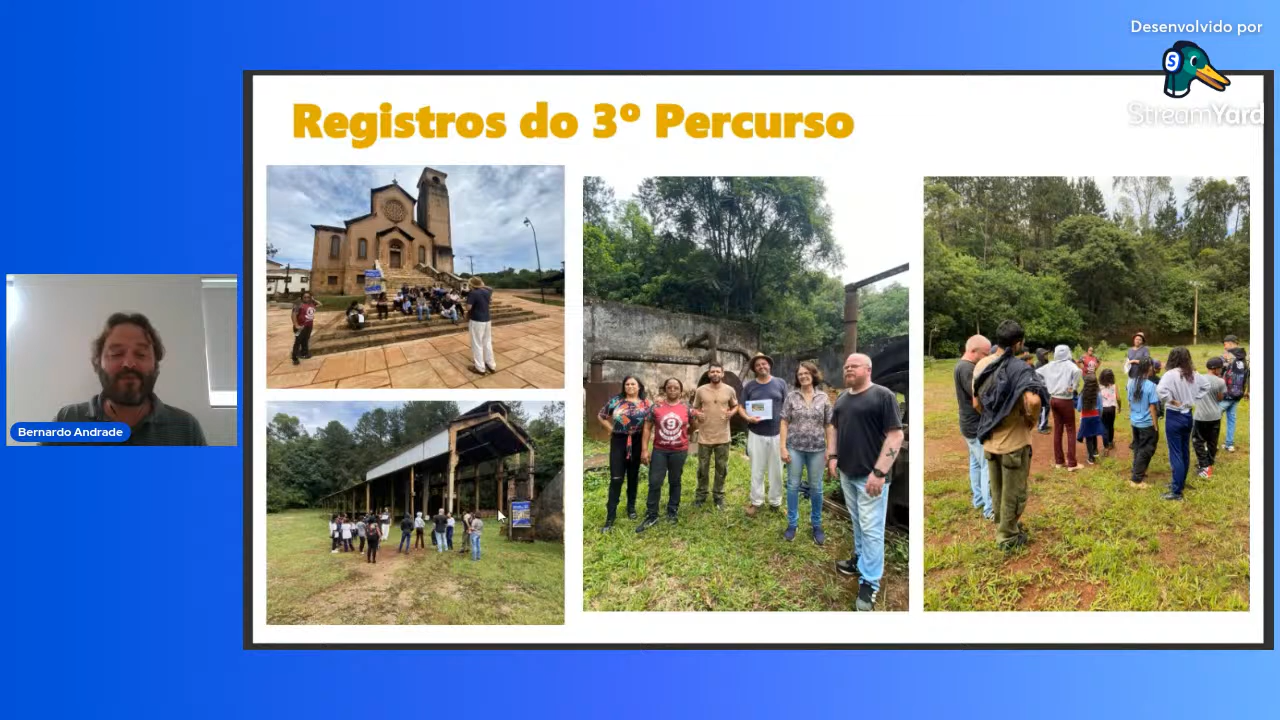 Desenvolvido por
S
StreamYard
Registros do 3º Percurso
Bernardo Andrade